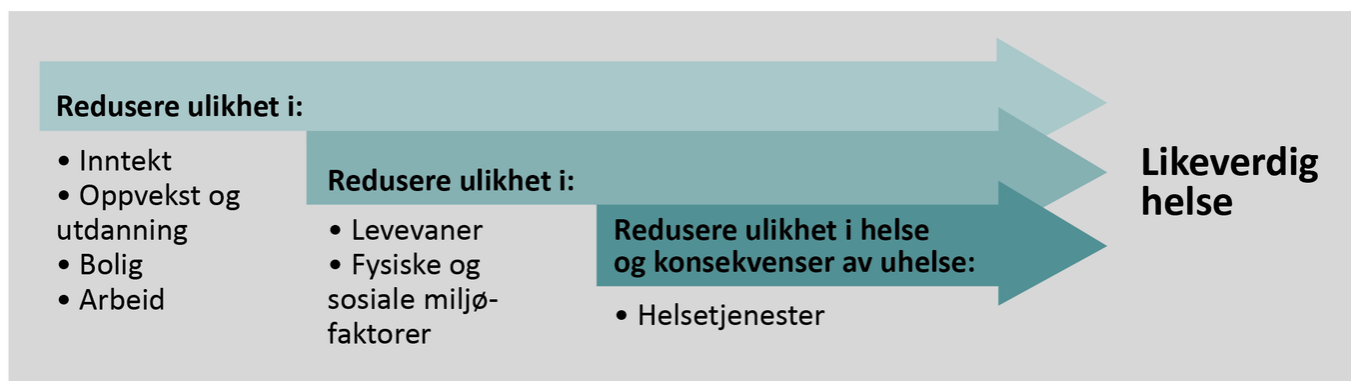 Redusere ulikhet i:
• Inntekt
• Oppvekst og
utdanning
• Bolig
• Arbeid
Redusere ulikhet i:
• Levevaner
• Fysiske og
sosiale miljø-
faktorer
Redusere ulikhet i helse
og konsekvenser av uhelse:
• Helsetjenester
Likeverdig
helse